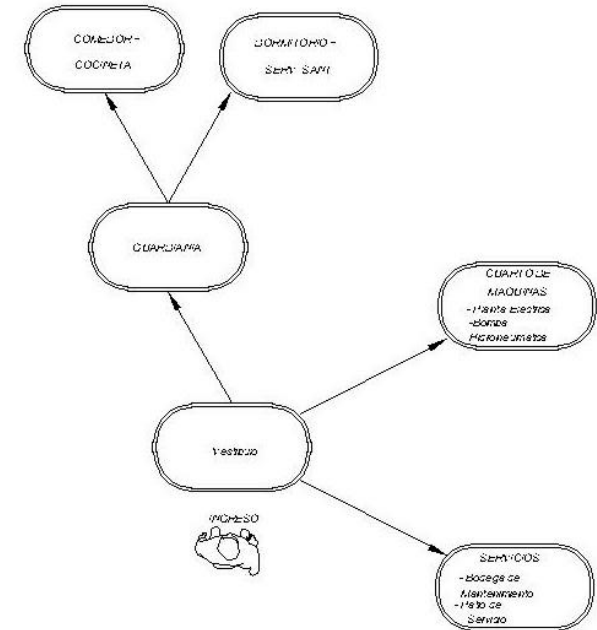 COMEDOR -
COCINETA
DORMITORIO -
SERV. SANIT.
GUARDIANIA
CUARTO DE
MAQUINAS
- Planta Electrica
- Bomba
Hidroneumatica
Vestibulo
INGRESO
SERVICIOS
- Bodega de
Mantenimiento
- Patio de
Servicio